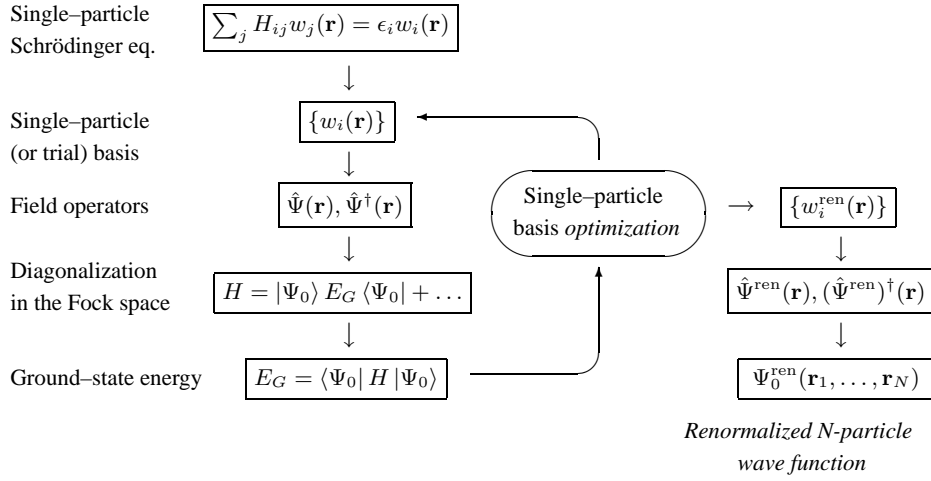 Single–particle
Schrödinger eq.
∑_j H_{ij} w_j(r) = ϵ_i w_i(r)
↓
Single–particle
(or trial) basis
{w_i(r)}
↓
Field operators
Ψ̂(r), Ψ̂†(r)
Single–particle
basis optimization
→
{w_i^{ren}(r)}
↓
↓
Diagonalization
in the Fock space
H = |Ψ_0⟩ E_G ⟨Ψ_0| + …
Ψ̂^{ren}(r), (Ψ̂^{ren})†(r)
↓
↓
Ground–state energy
E_G = ⟨Ψ_0| H |Ψ_0⟩
Ψ_0^{ren}(r_1, …, r_N)
Renormalized N-particle
wave function